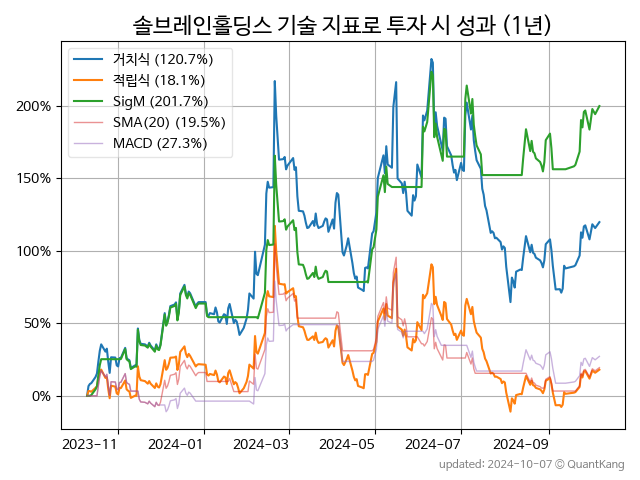 솔브레인홀딩스 기술 지표로 투자 시 성과 (1년)
거치식 (120.7%)
적립식 (18.1%)
SigM (201.7%)
SMA(20) (19.5%)
MACD (27.3%)
200%
150%
100%
50%
0%
2023-11 2024-01 2024-03 2024-05 2024-07 2024-09
updated: 2024-10-07 © QuantKang